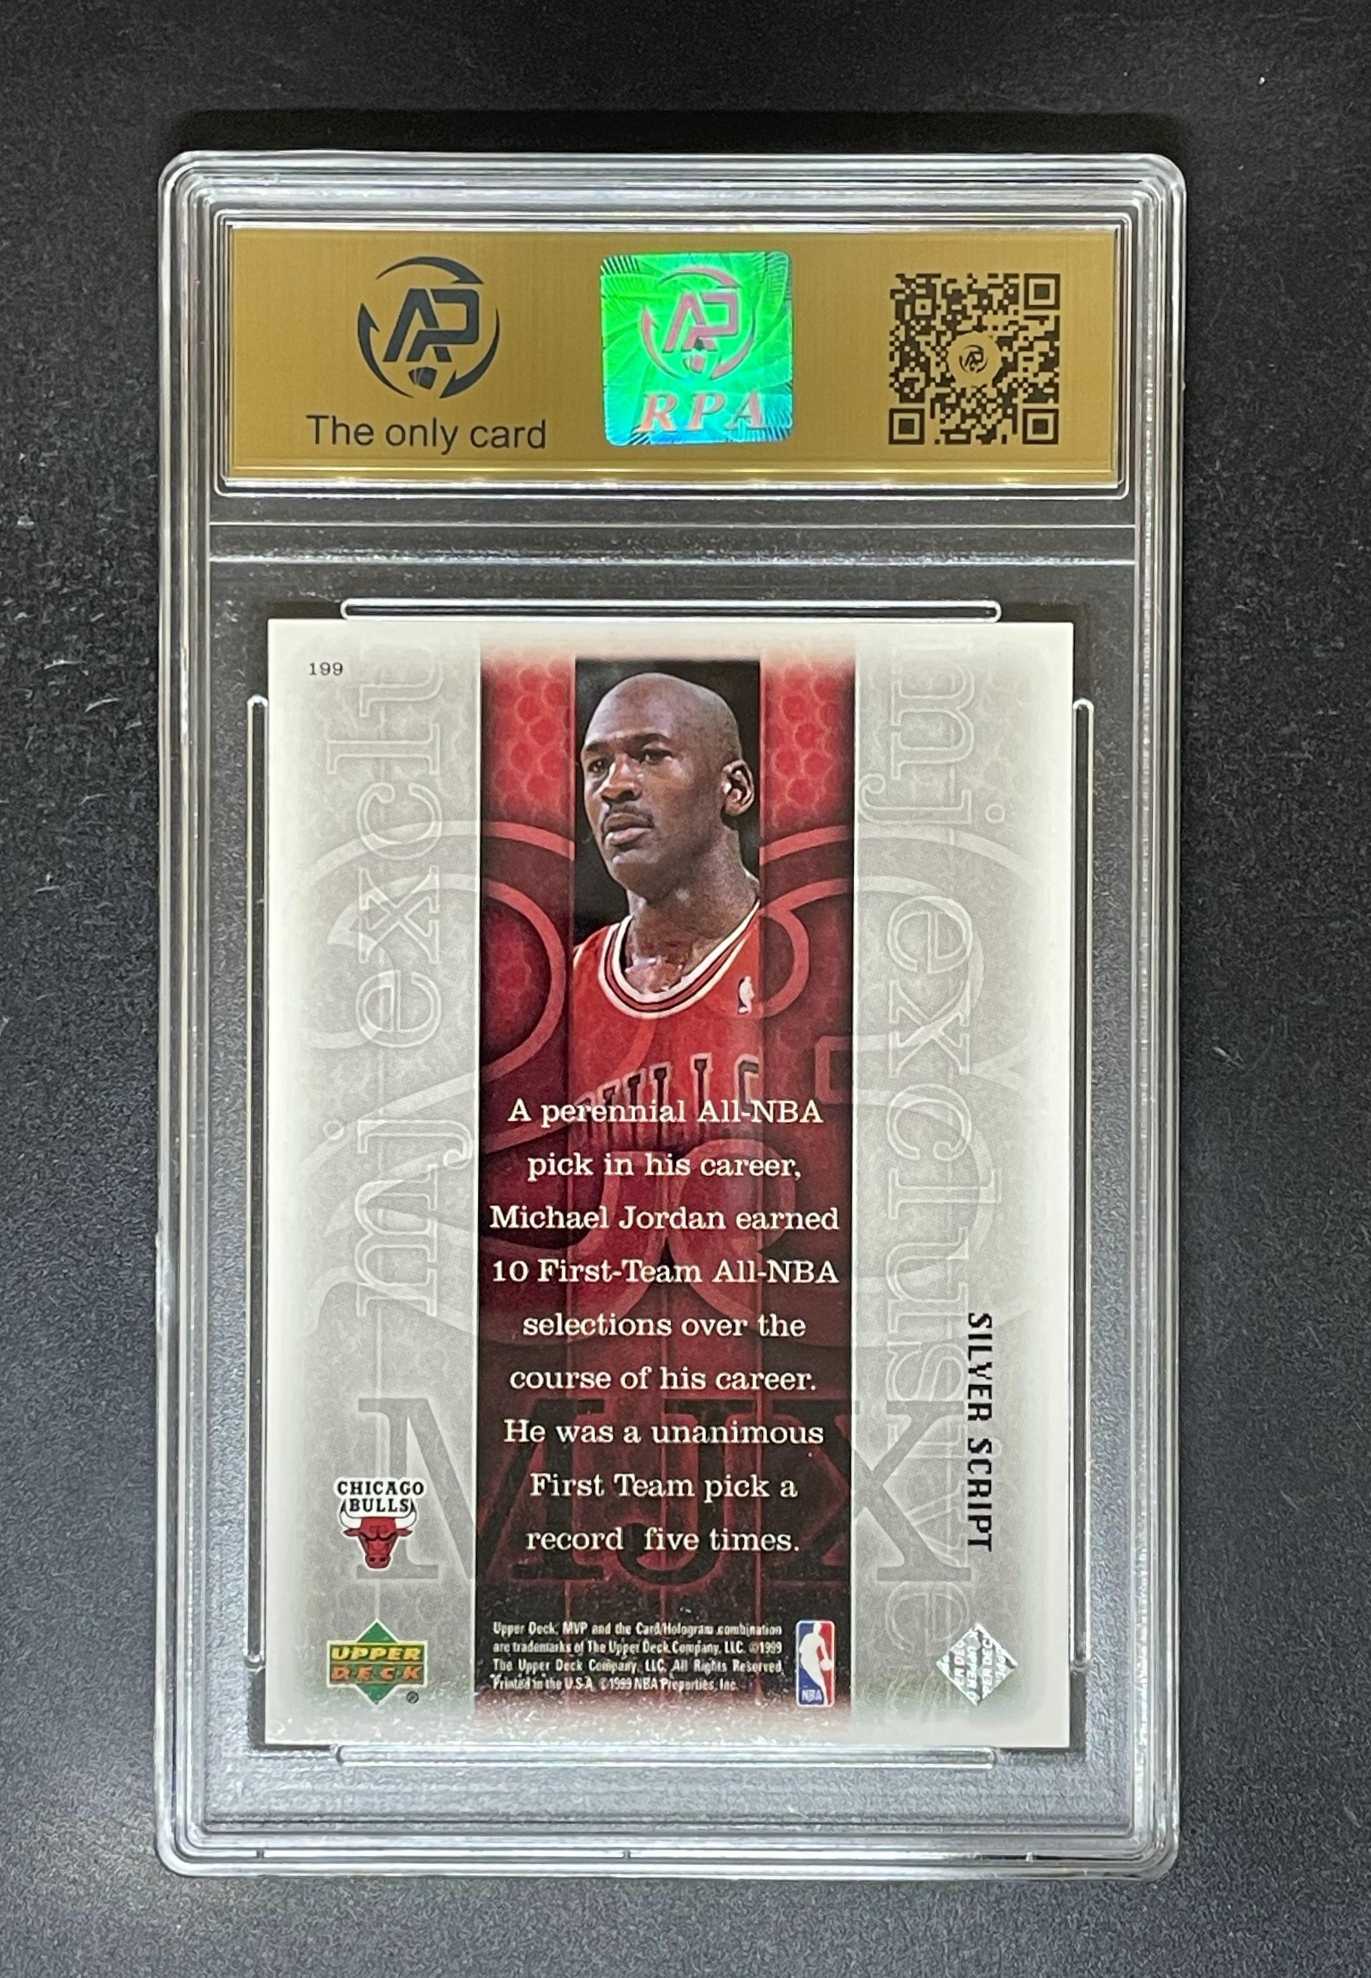 AP
The only card
AP
RPA
AP
199
mj exclu
mj exclusive
BULLS
A perennial All-NBA
pick in his career,
Michael Jordan earned
10 First-Team All-NBA
selections over the
course of his career.
He was a unanimous
First Team pick a
record five times.
MJX
SILVER SCRIPT
CHICAGO
BULLS
UPPER
DECK
®
Upper Deck, MVP and the Card/Hologram combination
are trademarks of The Upper Deck Company, LLC. ©1999
The Upper Deck Company, LLC. All Rights Reserved.
Printed in the U.S.A. ©1999 NBA Properties, Inc.
NBA